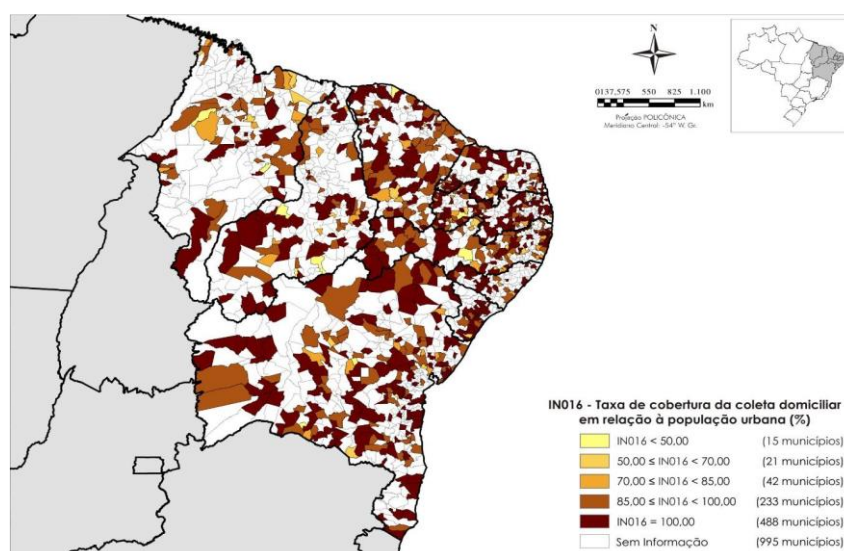 N
0137,575 550 825 1.100
km
Projeção POLICÔNICA
Meridiano Central: -54° W. Gr.
IN016 - Taxa de cobertura da coleta domiciliar
em relação à população urbana (%)
IN016 < 50,00 (15 municípios)
50,00 ≤ IN016 < 70,00 (21 municípios)
70,00 ≤ IN016 < 85,00 (42 municípios)
85,00 ≤ IN016 < 100,00 (233 municípios)
IN016 = 100,00 (488 municípios)
Sem Informação (995 municípios)